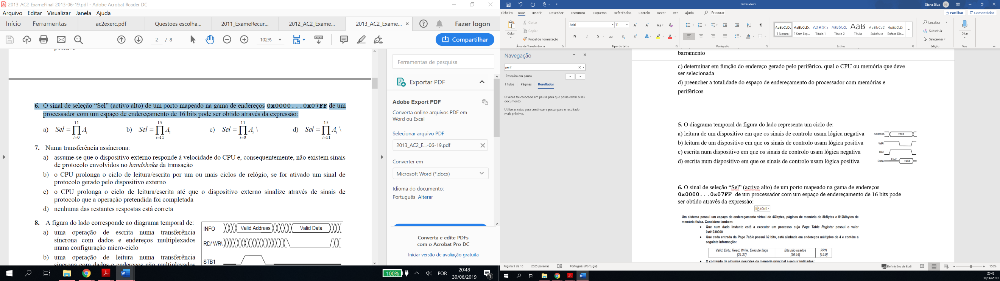 2013_AC2_ExameFinal_2013-06-19.pdf - Adobe Acrobat Reader DC
Arquivo Editar Visualizar Janela Ajuda
Início Ferramentas ac2exerc.pdf Questoes escolha... 2011_ExameRecur... 2012_AC2_Exame... 2013_AC2_Exame... × Fazer logon
2 / 8 102% Compartilhar
positiva
6. O sinal de seleção “Sel” (activo alto) de um porto mapeado na gama de endereços 0x0000...0x07FF de um
processador com um espaço de endereçamento de 16 bits pode ser obtido através da expressão:
a) Sel = ∏_{i=0}^{11} A_i b) Sel = ∏_{i=11}^{15} A_i c) Sel = ∏_{i=0}^{11} A_i \ d) Sel = ∏_{i=11}^{15} A_i \
7. Numa transferência assíncrona:
a) assume-se que o dispositivo externo responde à velocidade do CPU e, consequentemente, não existem sinais
de protocolo envolvidos no handshake da transação
b) o CPU prolonga o ciclo de leitura/escrita por um ou mais ciclos de relógio, se for ativado um sinal de
protocolo gerado pelo dispositivo externo
c) o CPU prolonga o ciclo de leitura/escrita até que o dispositivo externo sinalize através de sinais de
protocolo que a operação pretendida foi completada
d) nenhuma das restantes respostas está correta
8. A figura do lado corresponde ao diagrama temporal de:
a) uma operação de escrita numa transferência
síncrona com dados e endereços multiplexados
numa configuração micro-ciclo
b) uma operação de leitura numa transferência
síncrona com dados e endereços não multiplexados
INFO Valid Address Valid Data
RD/ WR\
STB1
Ferramentas de pesquisa
Exportar PDF
Adobe Export PDF
Converta online arquivos PDF em
Word ou Excel
Selecionar arquivo PDF
2013_AC2_E...-06-19.pdf
Converter em
Microsoft Word (*.docx)
Idioma do documento:
Português Alterar
Converta e edite PDFs
com o Acrobat Pro DC
Iniciar versão de avaliação gratuita
100% POR 20:48
30/06/2019 1
testes.docx Diana Silva DS
Ficheiro Base Inserir Desenhar Estrutura Esquema Referências Correio Rever Ver Ajuda Procurar Partilhar Comentários
Colar
Cortar
Copiar
Pincel de Formatação
Área de Transferência
Arial 11
N I S ab x₂ x²
Tipo de Letra
Parágrafo
AaBbCcDc AaBbCcDc AaBbCc AaBbCcC AaB AaBbCcD AaBbCcDc
¶ Normal ¶ Sem Esp... Título 1 Título 2 Título Subtítulo Ênfase Dis...
Estilos
Localizar
Substituir
Selecionar
Edição
Ditar
Voz
Navegação
perif
Pesquisa em pausa
Títulos Páginas Resultados
O Word foi colocado em pausa para que possa editar o seu
documento.
Utilize as setas para continuar e passar para o resultado
mais próximo.
barramento
c) determinar em função do endereço gerado pelo periférico, qual o CPU ou memória que deve
ser selecionada
d) preencher a totalidade do espaço de endereçamento do processador com memórias e
periféricos
5. O diagrama temporal da figura do lado representa um ciclo de:
a) leitura de um dispositivo em que os sinais de controlo usam lógica negativa
b) leitura de um dispositivo em que os sinais de controlo usam lógica positiva
c) escrita num dispositivo em que os sinais de controlo usam lógica negativa
d) escrita num dispositivo em que os sinais de controlo usam lógica positiva
Address valid
WR\
RD\
Data Hi-Z valid
6. O sinal de seleção “Sel” (activo alto) de um porto mapeado na gama de endereços
0x0000...0x07FF de um processador com um espaço de endereçamento de 16 bits pode
ser obtido através da expressão:
(Ctrl)
Um sistema possui um espaço de endereçamento virtual de 4Gbytes, páginas de memória de 8kBytes e 512Mbytes de
memória física. Considere tambem:
• Que num dado instante está a executar um processo cujo Page Table Register possui o valor
0x01230000
• Que cada entrada da Page Table possui 32 bits, está alinhada em endereços múltiplos de 4 e contém a
seguinte informação:
Valid, Dirty, Read, Write, Execute flags Bits não usados PPN
[31:27] [26:16] [15:0]
• O conteúdo de algumas posições da memória principal a seguir indicados:
Página 9 de 10 2825 palavras Português (Portugal) Definições de Ecrã 156%
20:48
30/06/2019